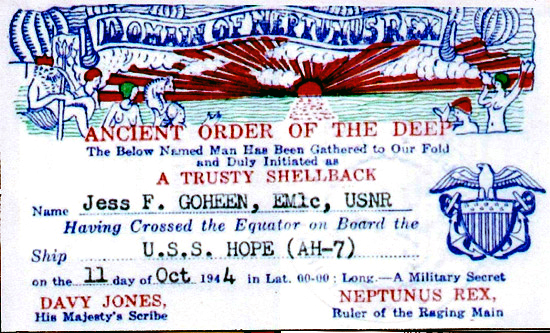 DOMAIN OF NEPTUNUS REX
ANCIENT ORDER OF THE DEEP
The Below Named Man Has Been Gathered to Our Fold
and Duly Initiated as
A TRUSTY SHELLBACK
Name Jess F. GOHEEN, EM1c, USNR
Having Crossed the Equator on Board the
Ship U.S.S. HOPE (AH-7)
on the 11 day of Oct 1944 in Lat. 00-00 : Long.—A Military Secret
DAVY JONES, NEPTUNUS REX,
His Majesty's Scribe Ruler of the Raging Main